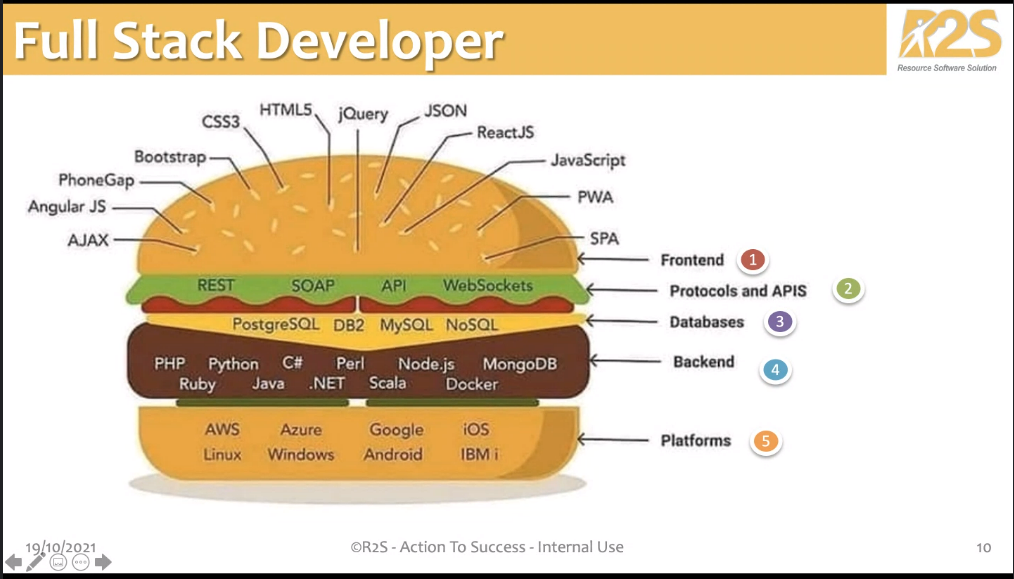 Full Stack Developer
R2S
Resource Software Solution
HTML5
jQuery
JSON
CSS3
ReactJS
Bootstrap
JavaScript
PhoneGap
PWA
Angular JS
AJAX
SPA
Frontend 1
REST SOAP API WebSockets
Protocols and APIS 2
PostgreSQL DB2 MySQL NoSQL
Databases 3
PHP Python C# Perl Node.js MongoDB
Ruby Java .NET Scala Docker
Backend 4
AWS Azure Google iOS
Linux Windows Android IBM i
Platforms 5
19/10/2021
©R2S - Action To Success - Internal Use
10